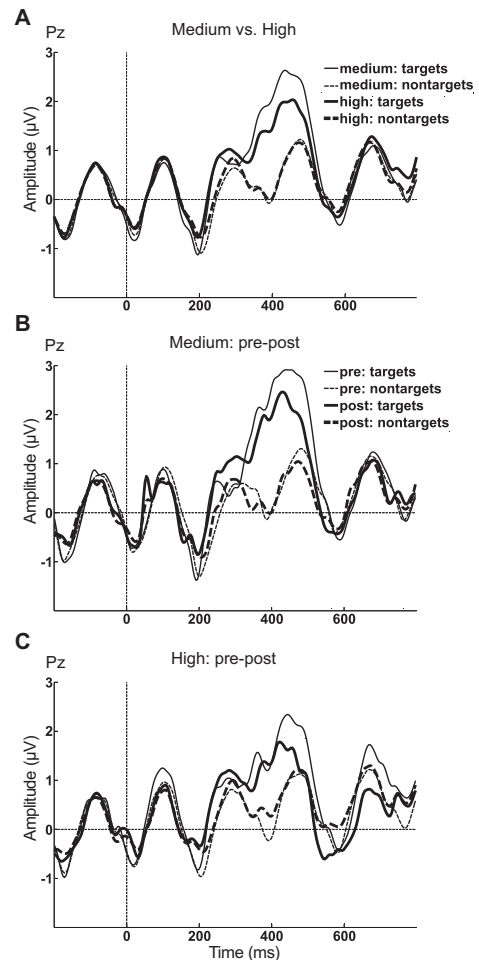 A
Pz
Medium vs. High
3
2
1
0
-1
Amplitude (µV)
medium: targets
medium: nontargets
high: targets
high: nontargets
0 200 400 600
B
Pz
Medium: pre-post
3
2
1
0
-1
Amplitude (µV)
pre: targets
pre: nontargets
post: targets
post: nontargets
0 200 400 600
C
Pz
High: pre-post
3
2
1
0
-1
Amplitude (µV)
0 200 400 600
Time (ms)